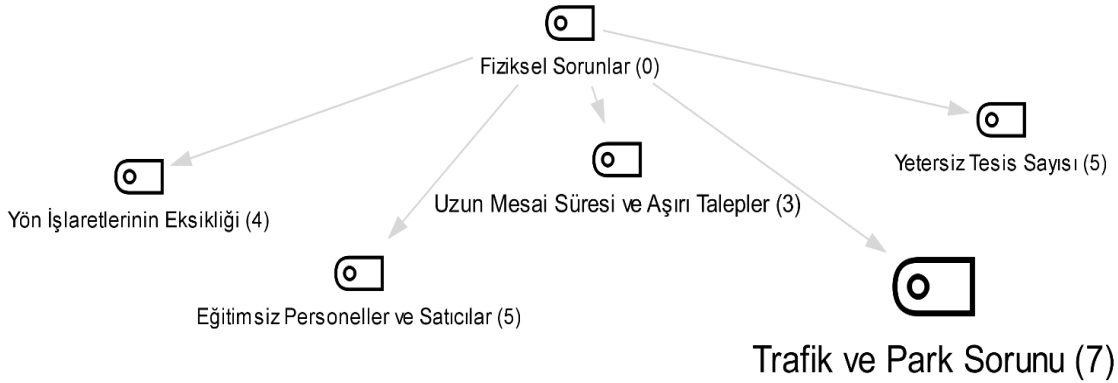 Fiziksel Sorunlar (0)
Yetersiz Tesis Sayısı (5)
Uzun Mesai Süresi ve Aşırı Talepler (3)
Yön İşlaretlerinin Eksikliği (4)
Eğitimsiz Personeller ve Satıcılar (5)
Trafik ve Park Sorunu (7)